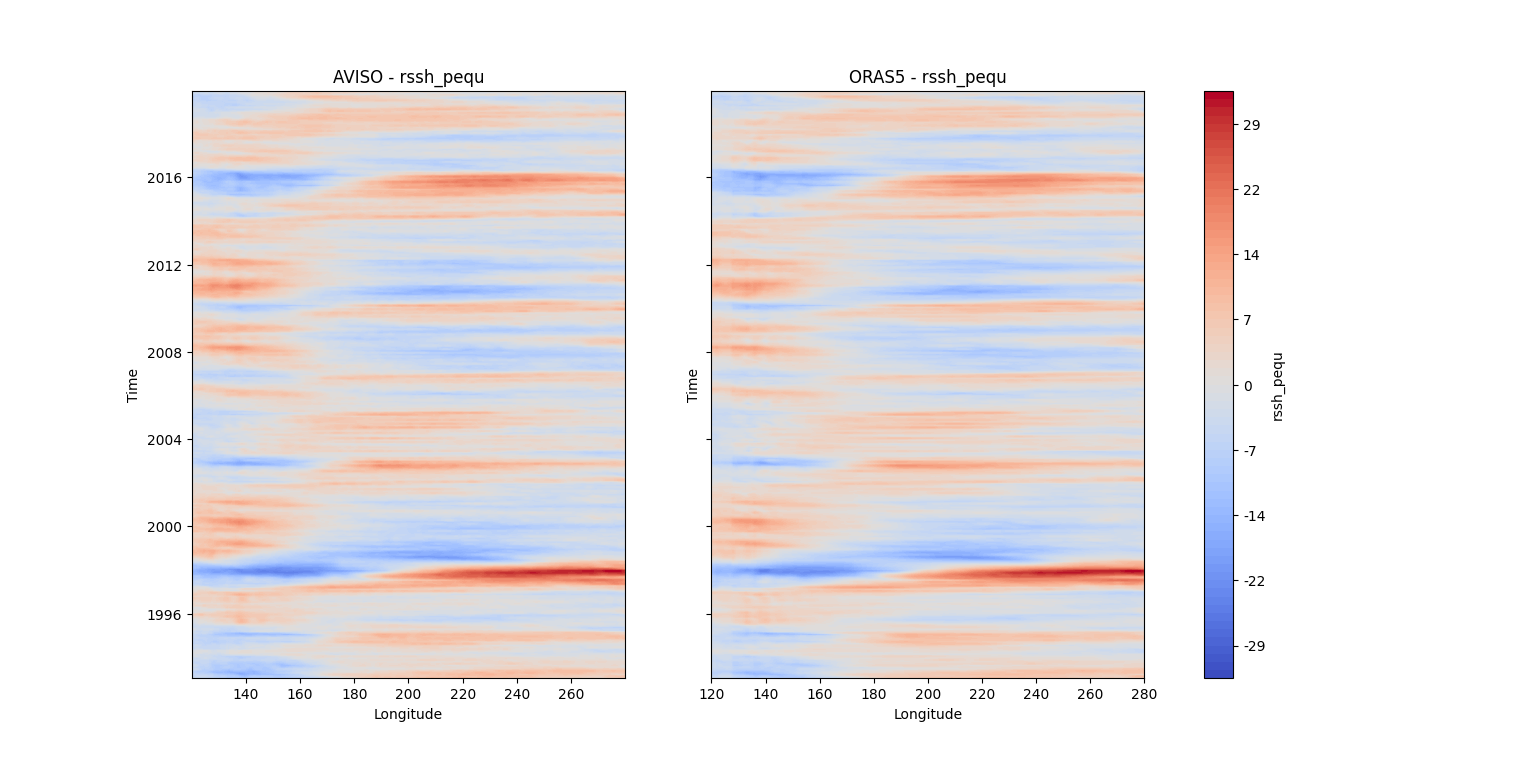 AVISO - rssh_pequ
ORAS5 - rssh_pequ
2016
2012
2008
2004
2000
1996
Time
140 160 180 200 220 240 260
Longitude
Time
120 140 160 180 200 220 240 260 280
Longitude
29
22
14
7
0
-7
-14
-22
-29
rssh_pequ